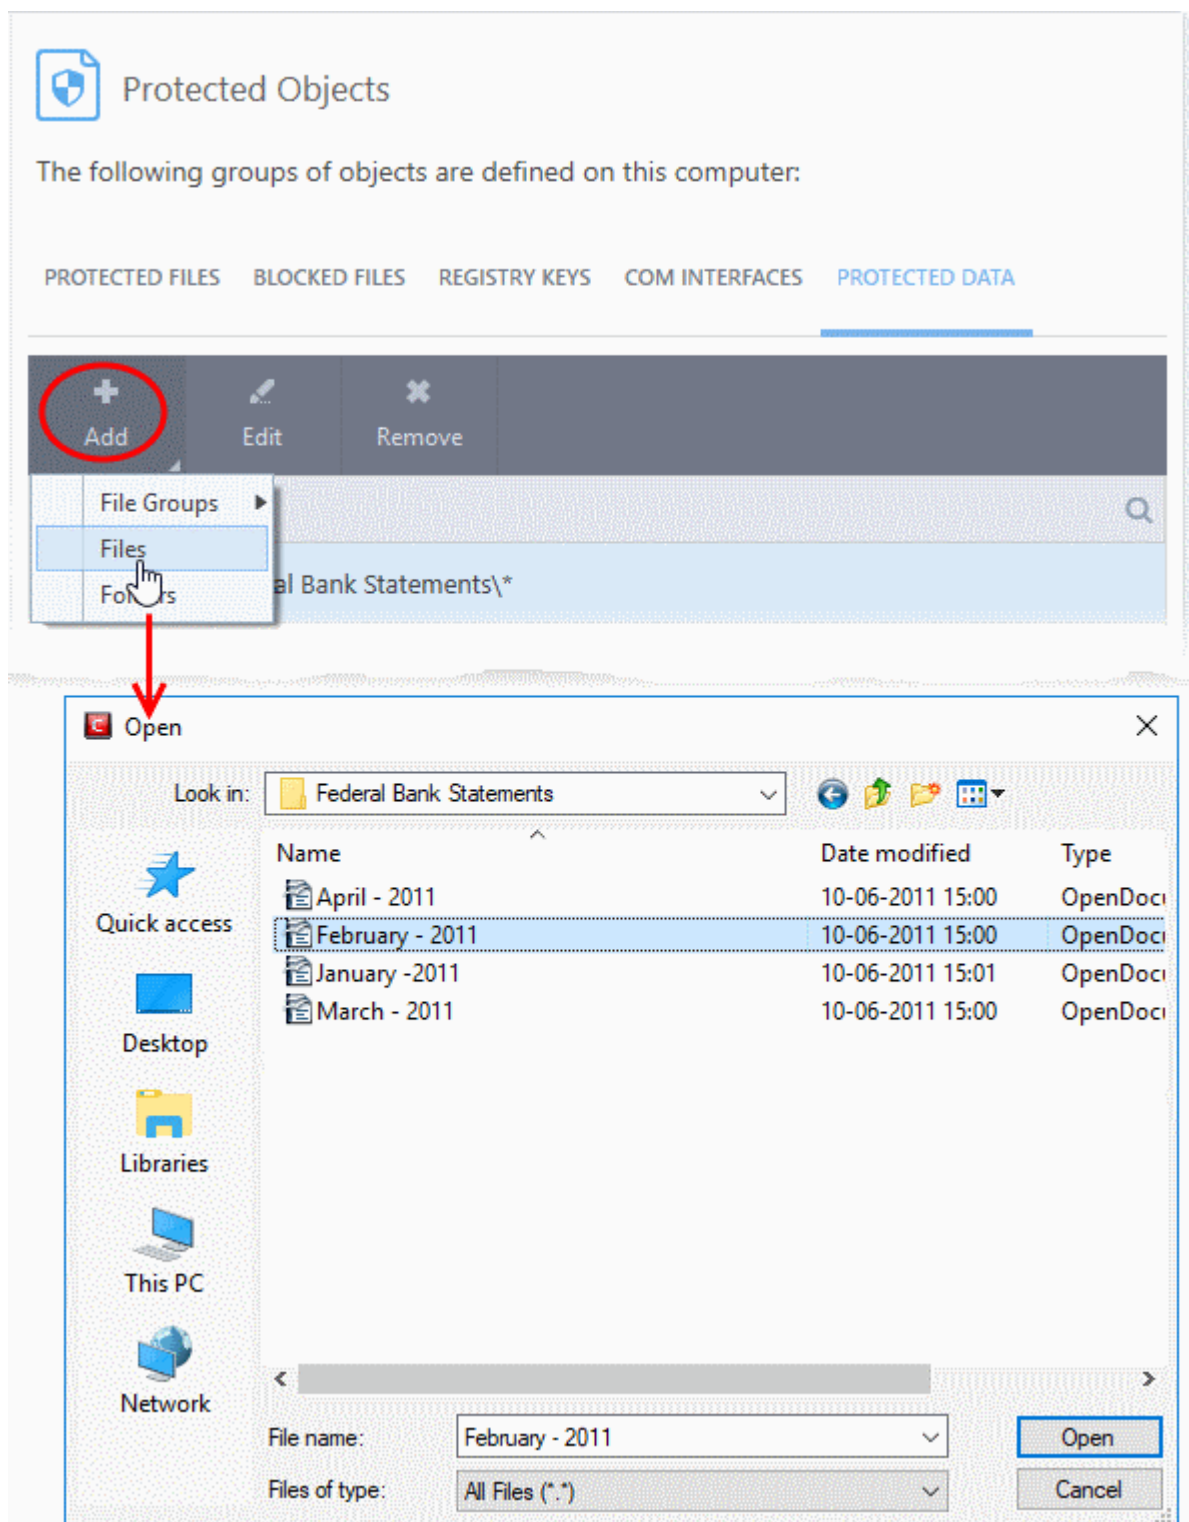 Protected Objects
The following groups of objects are defined on this computer:
PROTECTED FILES BLOCKED FILES REGISTRY KEYS COM INTERFACES PROTECTED DATA
Add Edit Remove
File Groups
Files
al Bank Statements\*
Open
Look in: Federal Bank Statements
Name Date modified Type
April - 2011 10-06-2011 15:00
February - 2011 10-06-2011 15:00
January -2011 10-06-2011 15:01
March - 2011 10-06-2011 15:00
Quick access
Desktop
Libraries
This PC
Network
File name: February - 2011 Open
Files of type: All Files (*.*) Cancel